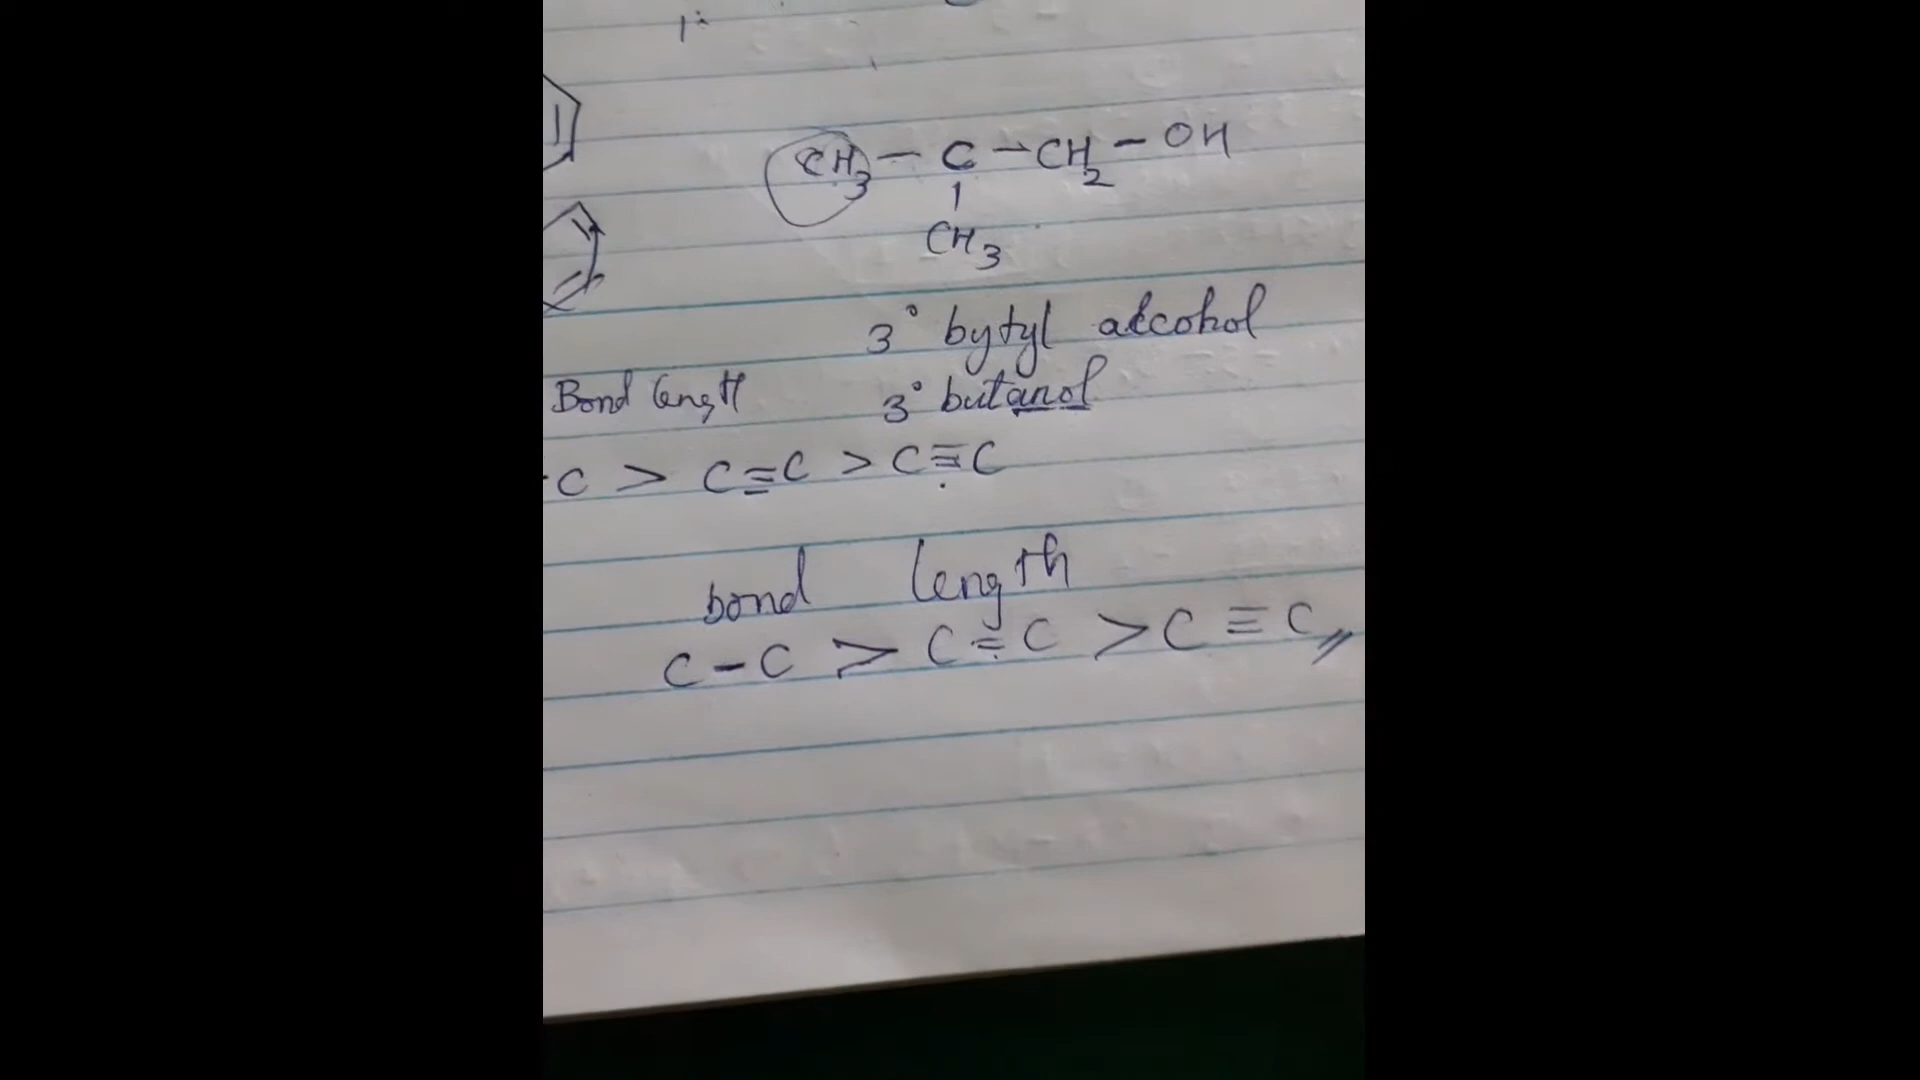 CH3 - C - CH2 - OH
CH3
3° bytyl alcohol
Bond length
3° butanol
-C > C=C > C≡C
bond length
C-C > C=C > C≡C